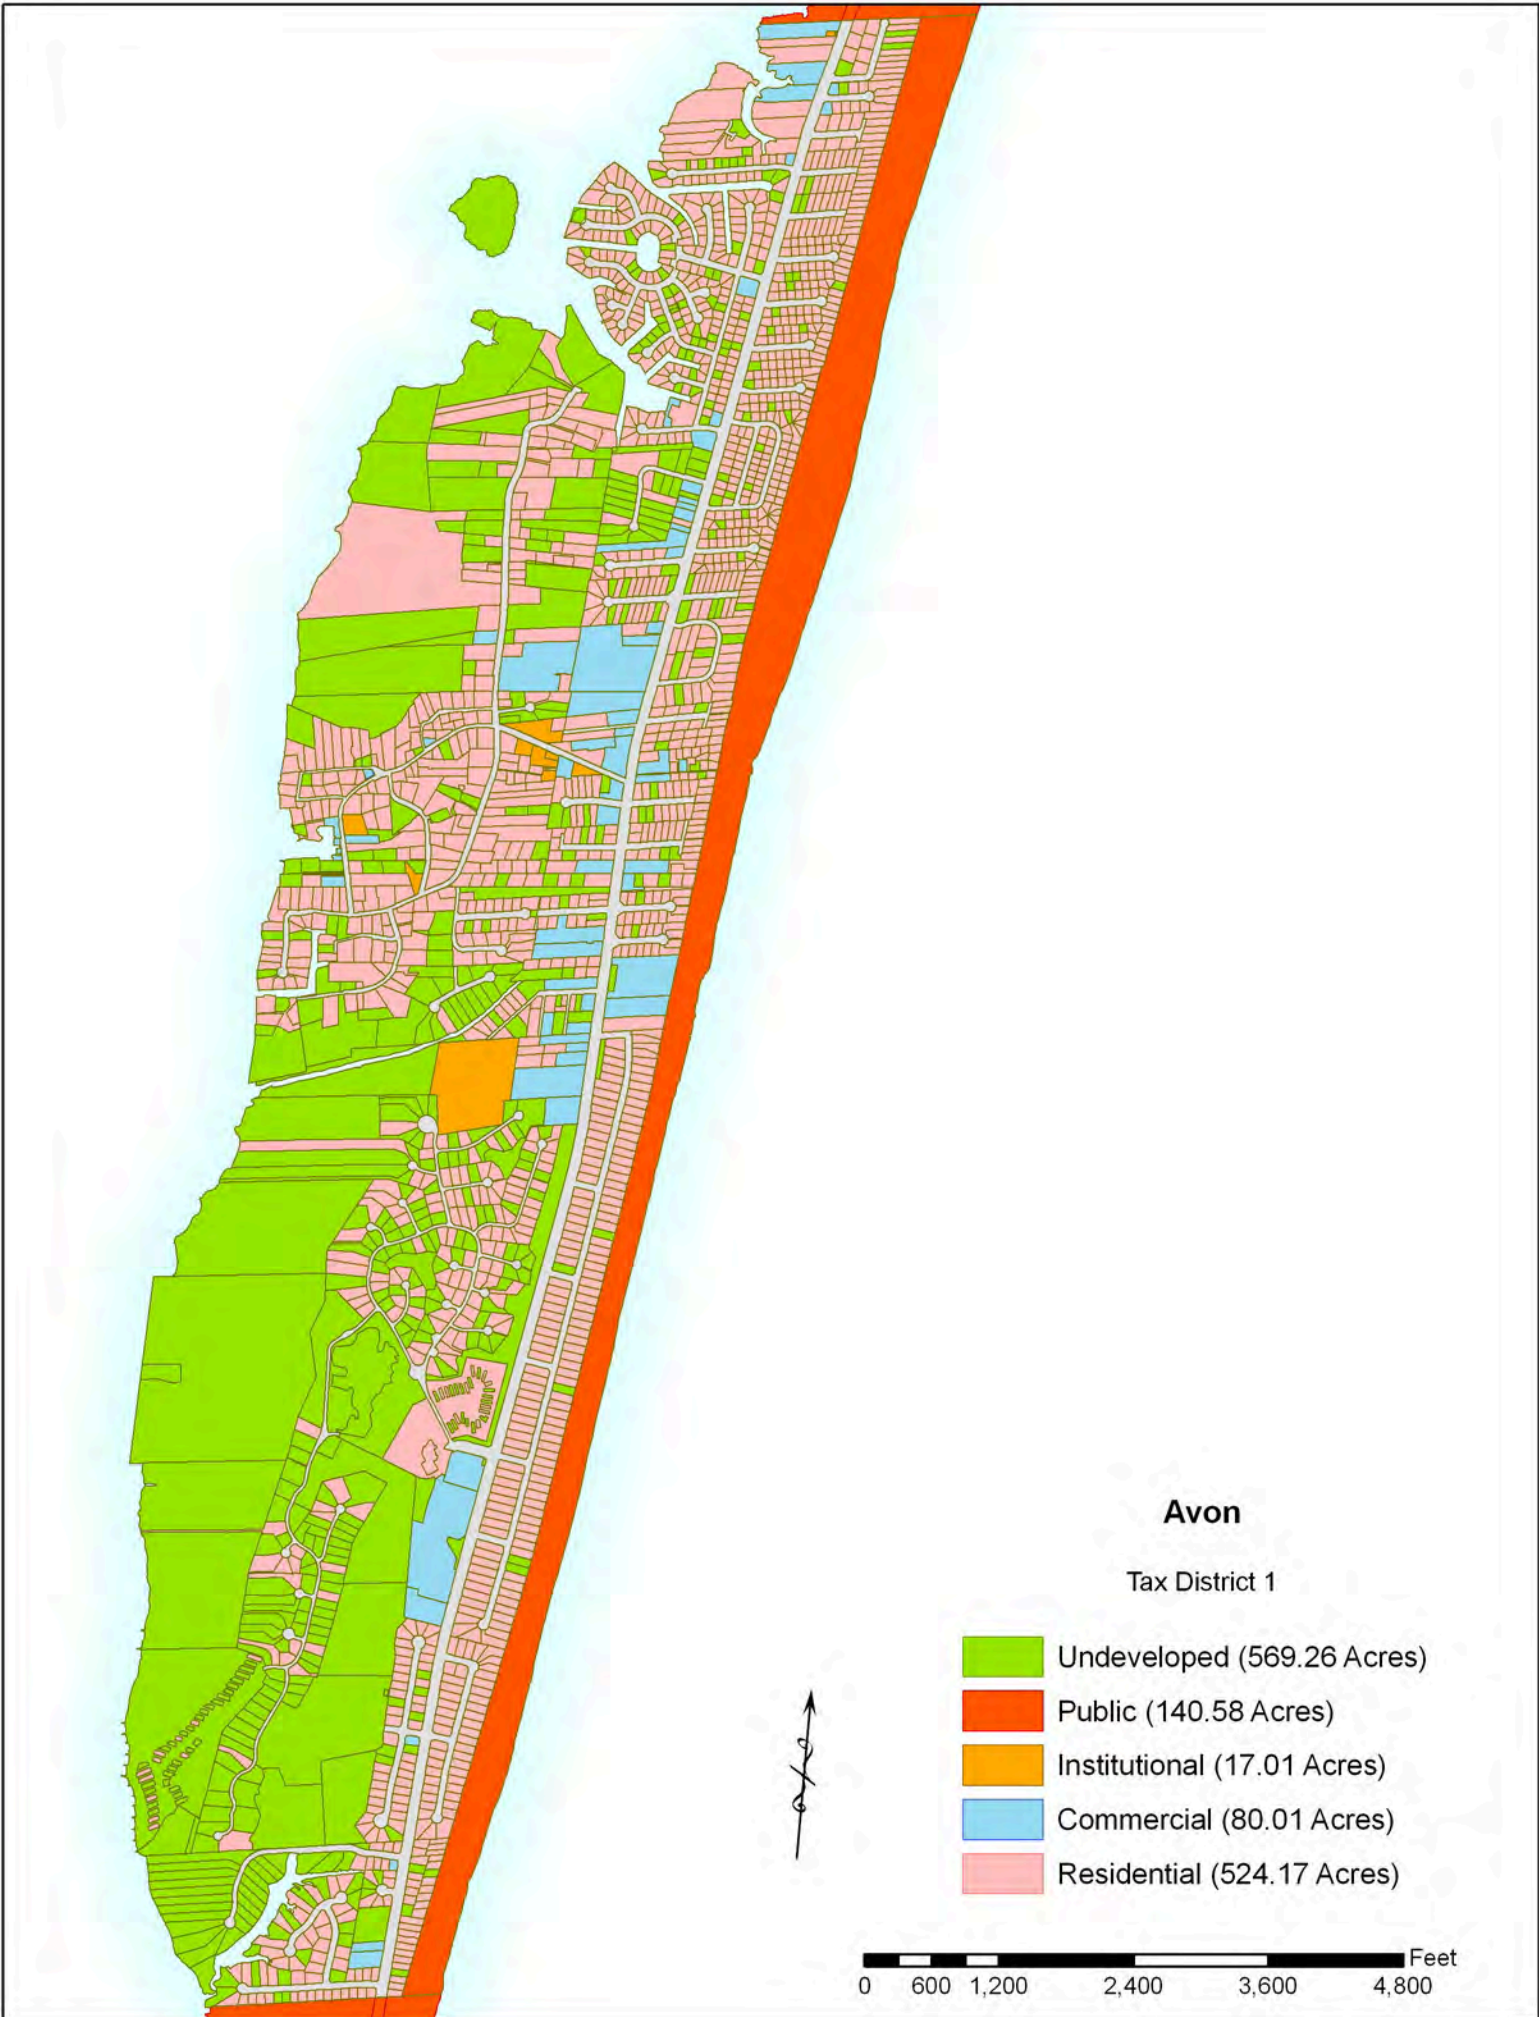 Avon
Tax District 1
Undeveloped (569.26 Acres)
Public (140.58 Acres)
Institutional (17.01 Acres)
Commercial (80.01 Acres)
Residential (524.17 Acres)
Feet
0 600 1,200 2,400 3,600 4,800